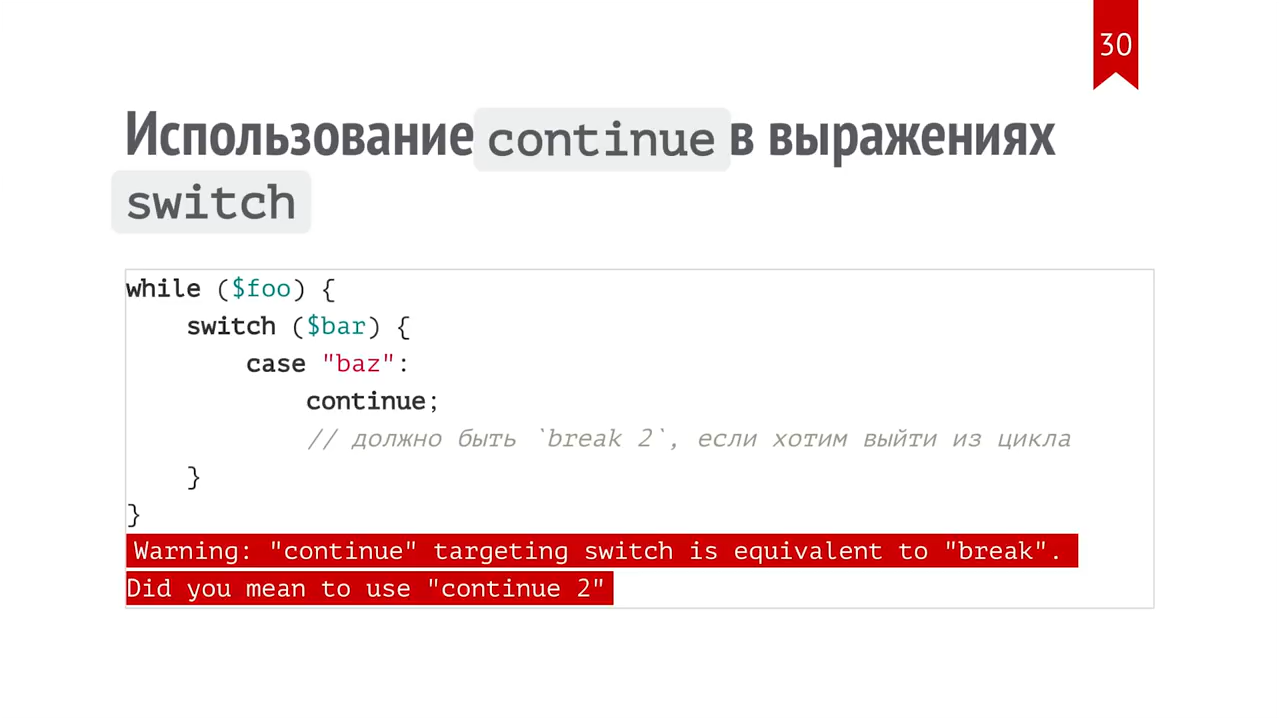 30
Использование continue в выражениях
switch
while ($foo) {
    switch ($bar) {
        case "baz":
            continue;
            // должно быть `break 2`, если хотим выйти из цикла
    }
}
Warning: "continue" targeting switch is equivalent to "break".
Did you mean to use "continue 2"